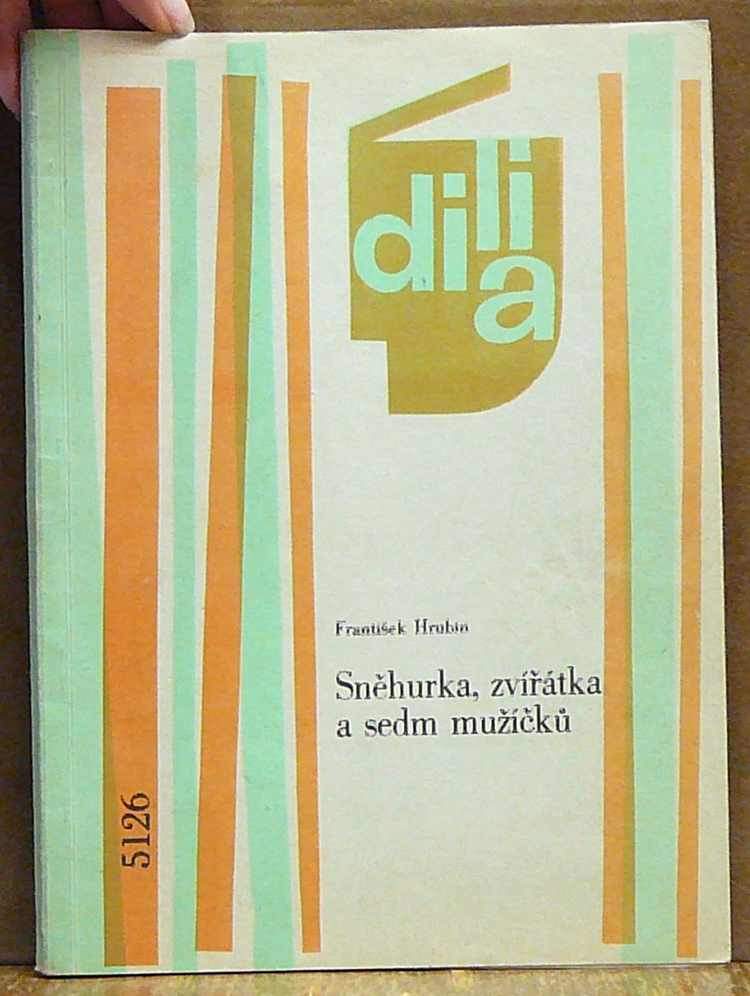 dilia
František Hrubín
Sněhurka, zvířátka
a sedm mužíčků
5126